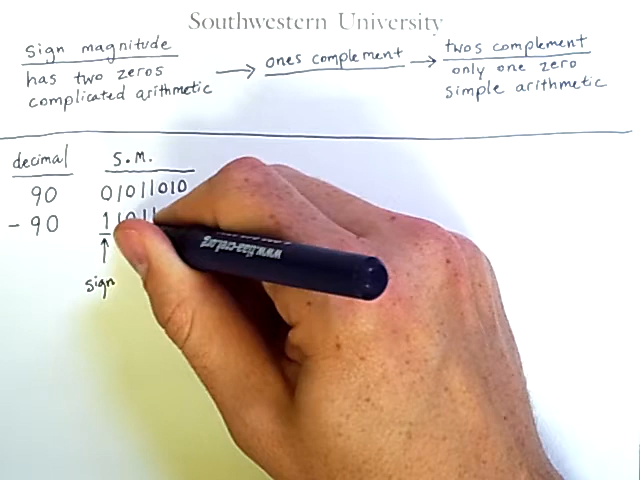 Southwestern University
sign magnitude
has two zeros
complicated arithmetic
ones complement
twos complement
only one zero
simple arithmetic
decimal S.M.
90 01011010
- 90 11011
sign